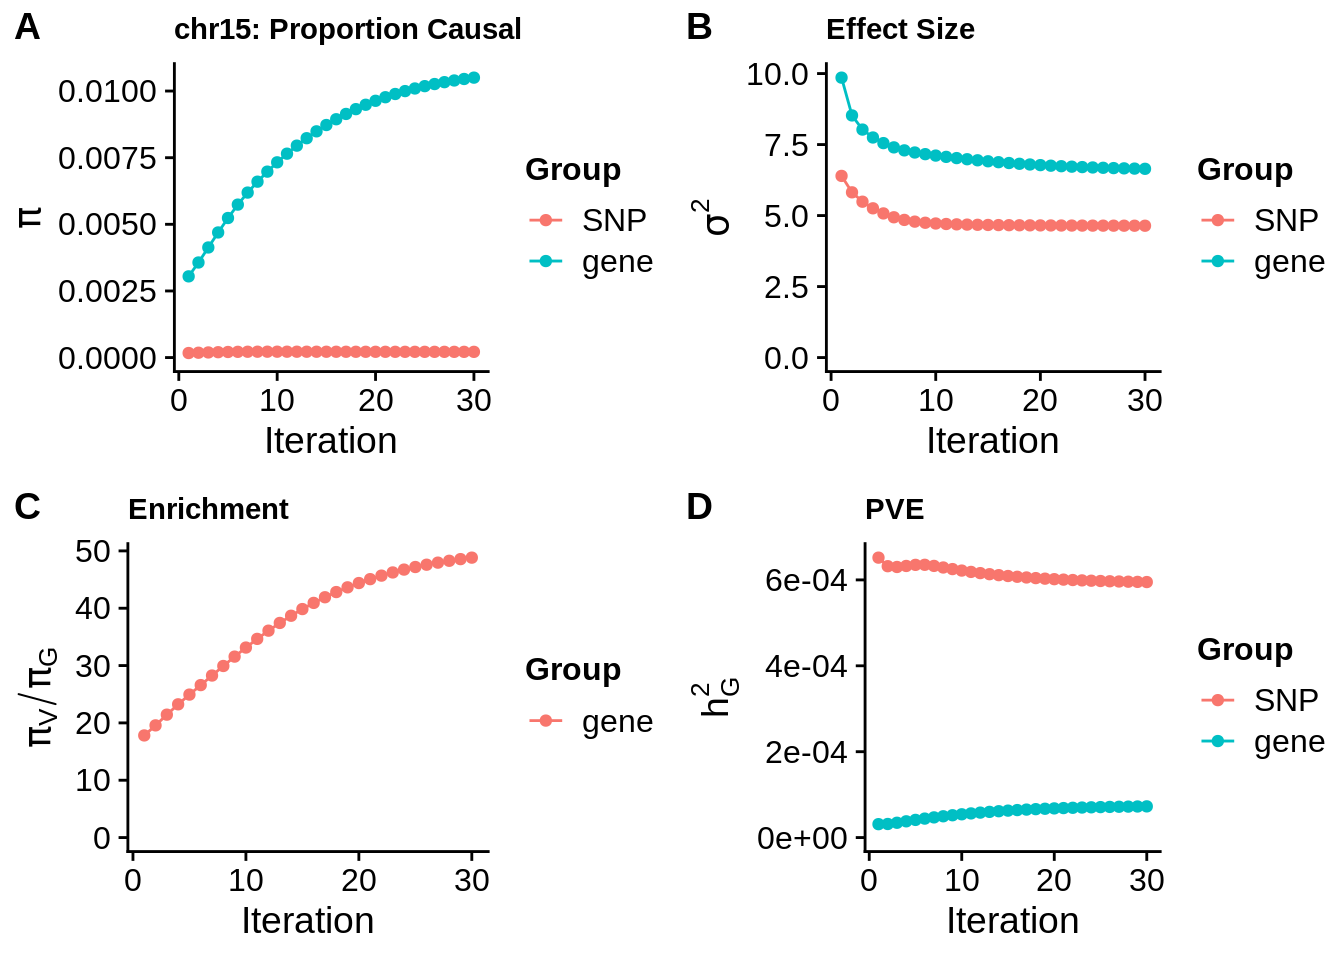 A
chr15: Proportion Causal
0.0100
0.0075
0.0050
0.0025
0.0000
π
0 10 20 30
Iteration
Group
SNP
gene
B
Effect Size
10.0
7.5
5.0
2.5
0.0
σ²
0 10 20 30
Iteration
Group
SNP
gene
C
Enrichment
50
40
30
20
10
0
π_V/π_G
0 10 20 30
Iteration
Group
gene
D
PVE
6e-04
4e-04
2e-04
0e+00
h²_G
0 10 20 30
Iteration
Group
SNP
gene